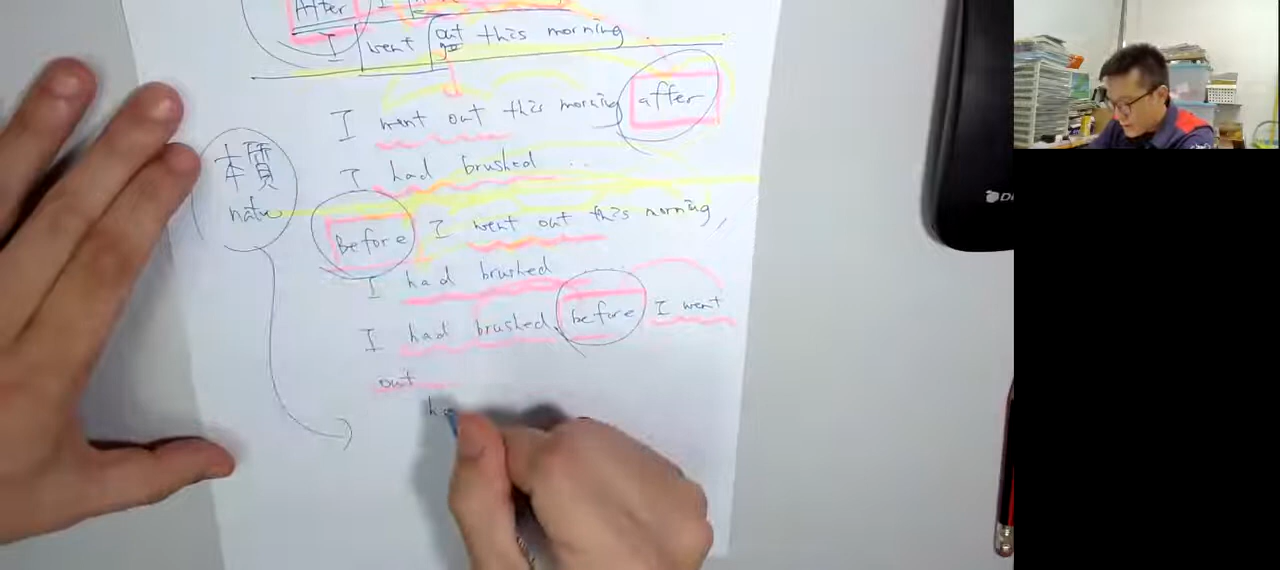 After I
I went out this morning
I went out this morning after
I had brushed ..
本質
Before I went out this morning,
I had brushed
I had brushed, before I went
out